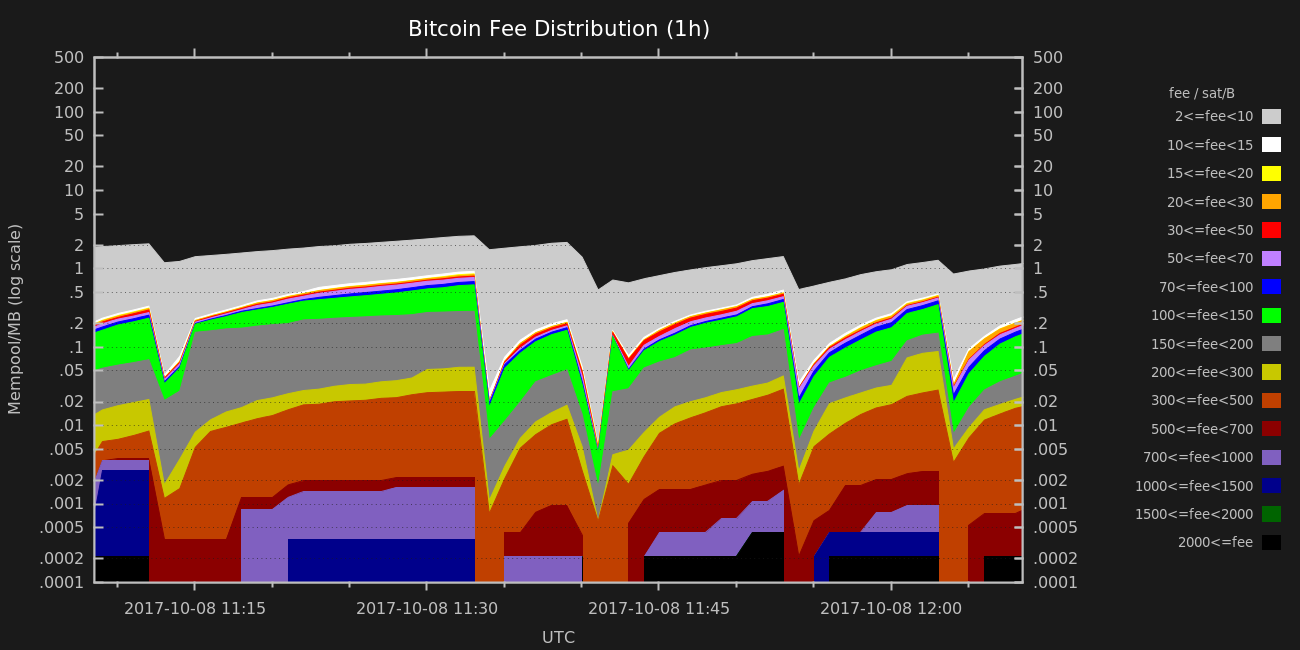 Bitcoin Fee Distribution (1h)
Mempool/MB (log scale)
500
200
100
50
20
10
5
2
1
.5
.2
.1
.05
.02
.01
.005
.002
.001
.0005
.0002
.0001
500
200
100
50
20
10
5
2
1
.5
.2
.1
.05
.02
.01
.005
.002
.001
.0005
.0002
.0001
2017-10-08 11:15 2017-10-08 11:30 2017-10-08 11:45 2017-10-08 12:00
UTC
fee / sat/B
2<=fee<10
10<=fee<15
15<=fee<20
20<=fee<30
30<=fee<50
50<=fee<70
70<=fee<100
100<=fee<150
150<=fee<200
200<=fee<300
300<=fee<500
500<=fee<700
700<=fee<1000
1000<=fee<1500
1500<=fee<2000
2000<=fee